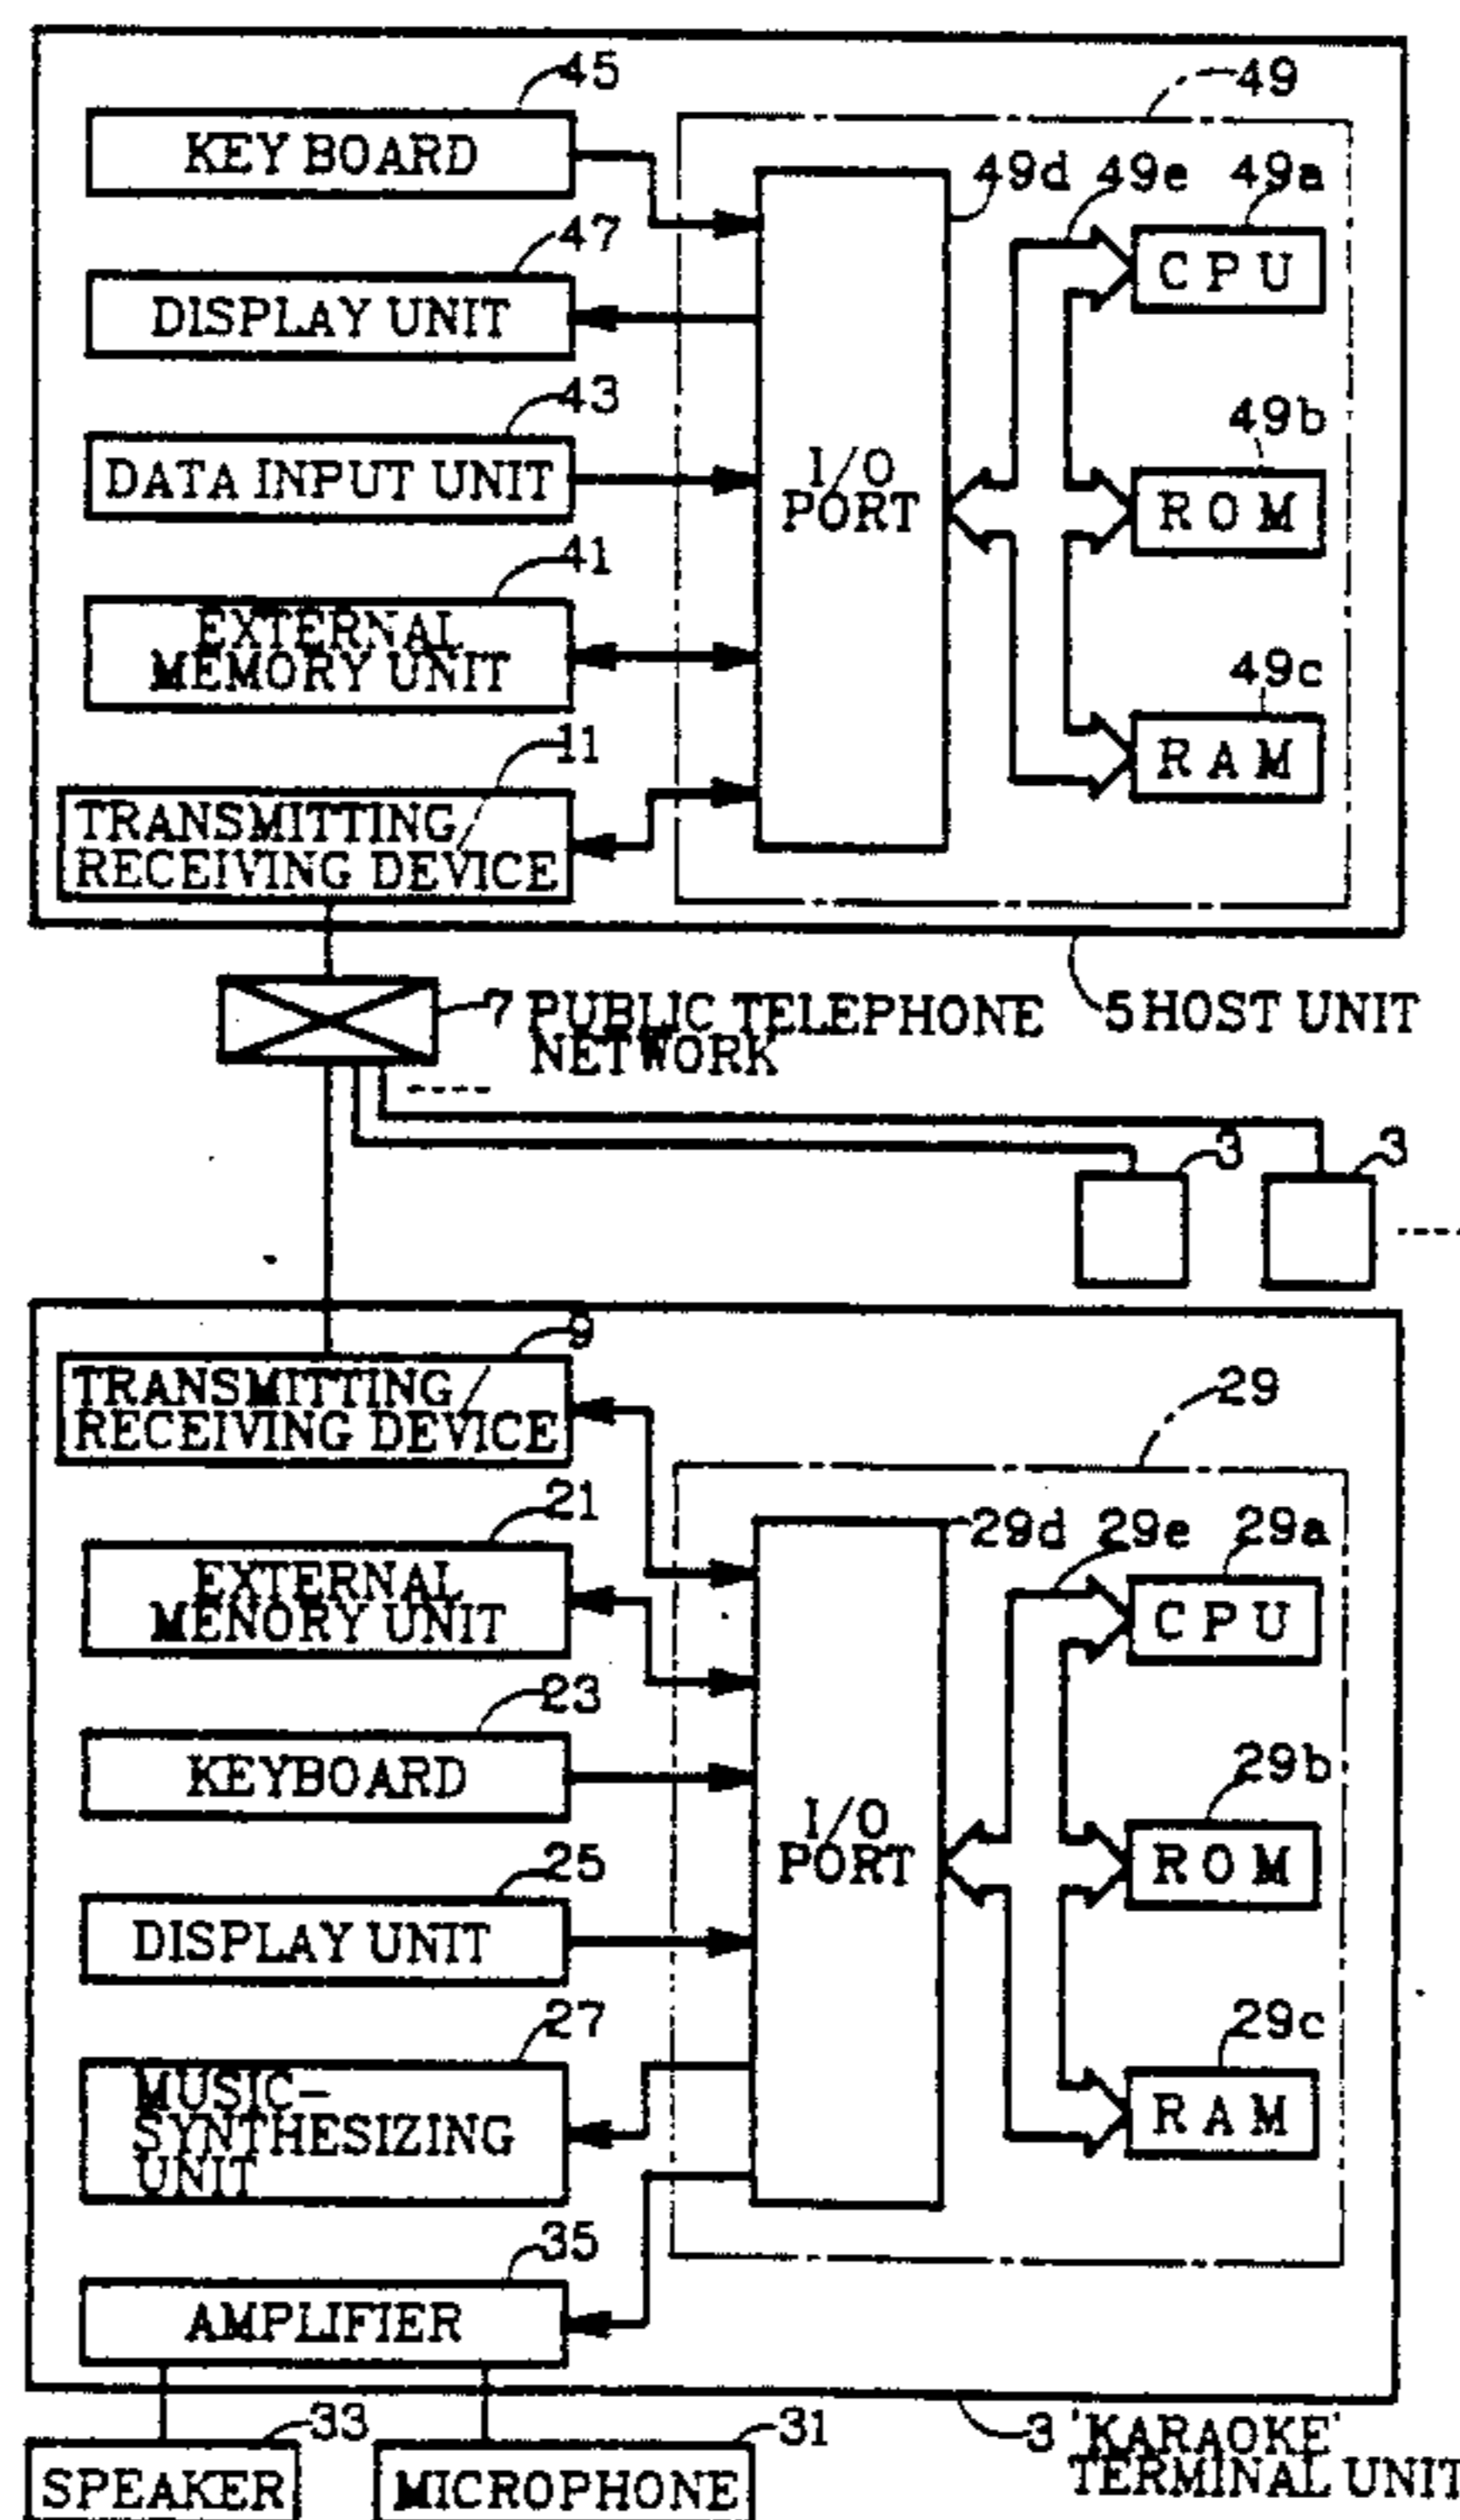 45
KEY BOARD
49
49d 49e 49a
CPU
47
DISPLAY UNIT
43
DATA INPUT UNIT
I/O
PORT
49b
ROM
41
EXTERNAL
MEMORY UNIT
49c
RAM
11
TRANSMITTING/
RECEIVING DEVICE
7 PUBLIC TELEPHONE
NETWORK
5 HOST UNIT
3
3
9
TRANSMITTING/
RECEIVING DEVICE
29
21
EXTERNAL
MENORY UNIT
29d 29e 29a
CPU
23
KEYBOARD
29b
I/O
PORT
ROM
25
DISPLAY UNIT
27
MUSIC-
SYNTHESIZING
UNIT
29c
RAM
35
AMPLIFIER
33
SPEAKER
31
MICROPHONE
3 'KARAOKE'
TERMINAL UNIT